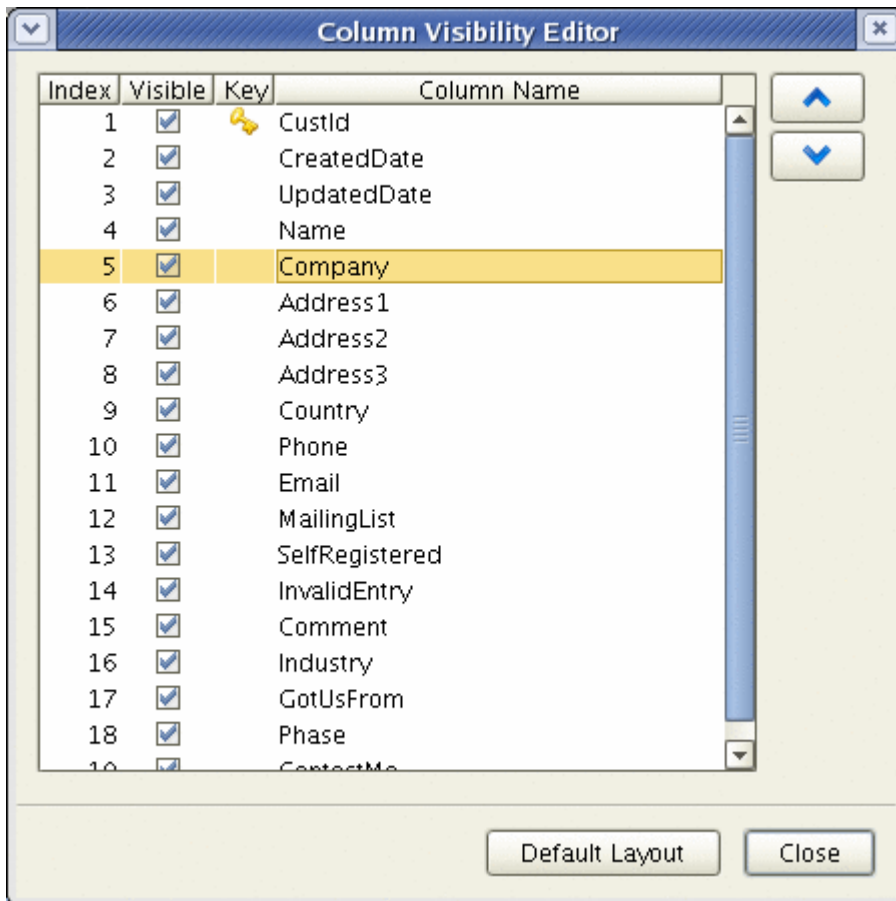 Column Visibility Editor
Index Visible Key Column Name
1 CustId
2 CreatedDate
3 UpdatedDate
4 Name
5 Company
6 Address1
7 Address2
8 Address3
9 Country
10 Phone
11 Email
12 MailingList
13 SelfRegistered
14 InvalidEntry
15 Comment
16 Industry
17 GotUsFrom
18 Phase
19 ContactMe
Default Layout Close